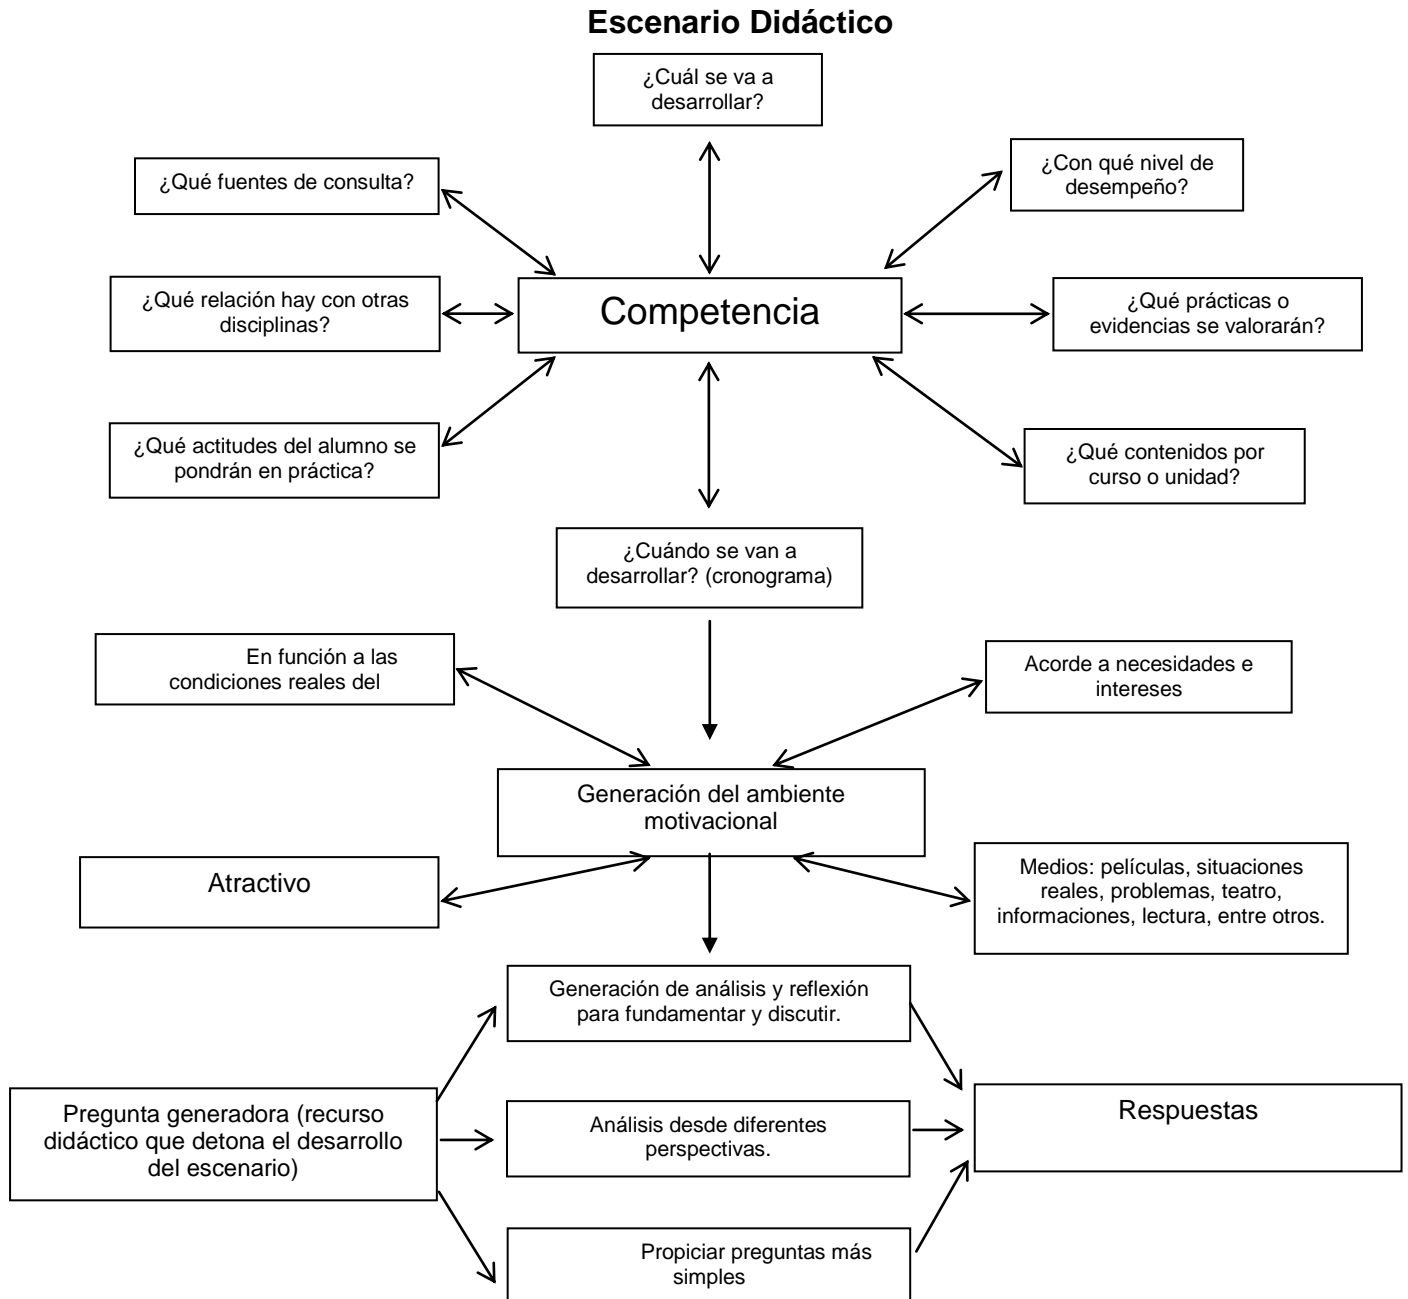 Escenario Didáctico
¿Cuál se va a
desarrollar?
¿Qué fuentes de consulta?
¿Con qué nivel de
desempeño?
¿Qué relación hay con otras
disciplinas?
Competencia
¿Qué prácticas o
evidencias se valorarán?
¿Qué actitudes del alumno se
pondrán en práctica?
¿Qué contenidos por
curso o unidad?
¿Cuándo se van a
desarrollar? (cronograma)
En función a las
condiciones reales del
Acorde a necesidades e
intereses
Generación del ambiente
motivacional
Atractivo
Medios: películas, situaciones
reales, problemas, teatro,
informaciones, lectura, entre otros.
Generación de análisis y reflexión
para fundamentar y discutir.
Pregunta generadora (recurso
didáctico que detona el desarrollo
del escenario)
Análisis desde diferentes
perspectivas.
Respuestas
Propiciar preguntas más
simples